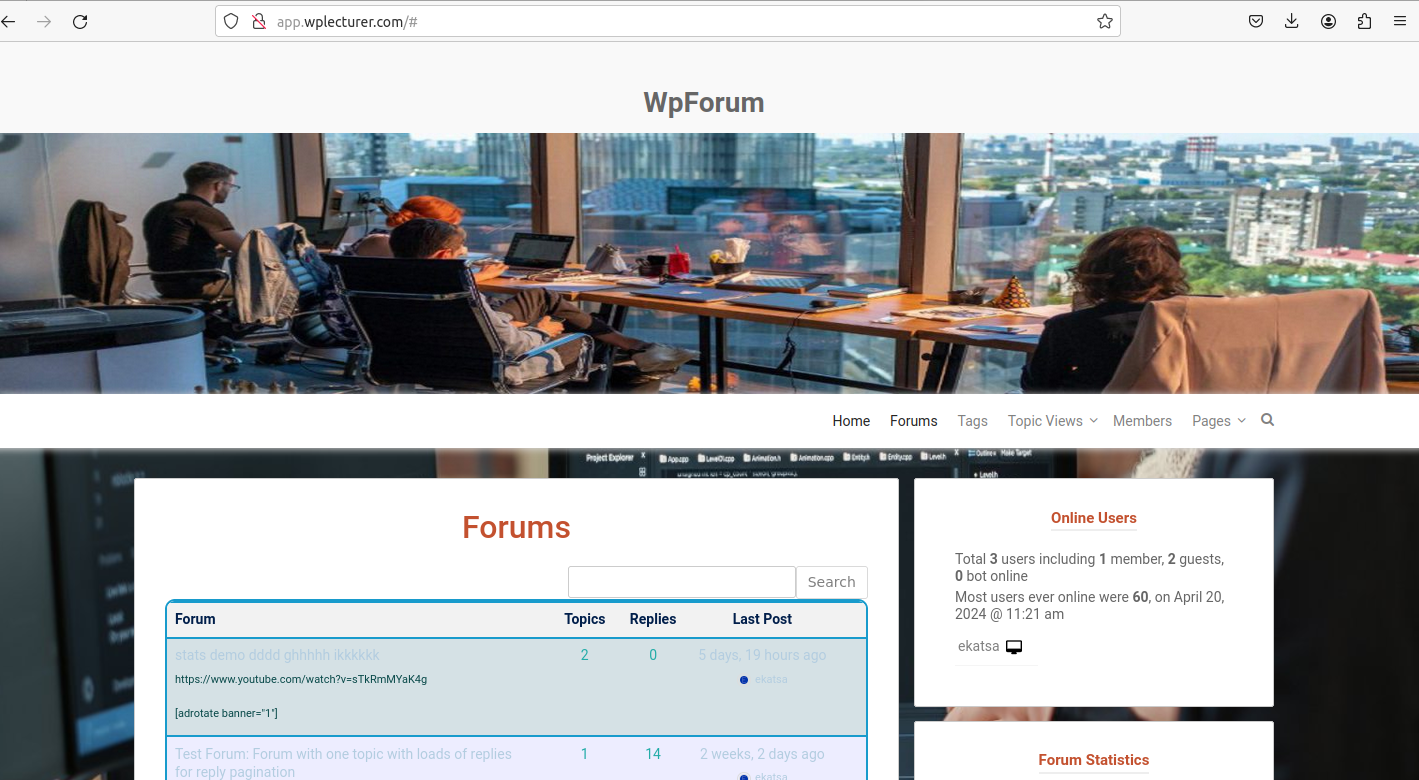 app.wplecturer.com/#
WpForum
Home Forums Tags Topic Views Members Pages
Project Explorer App.cpp Level01.cpp Animation.h Animation.cpp Entity.h Entity.cpp Level.h Outline Make Target
Level.h
Forums
Search
Forum Topics Replies Last Post
stats demo dddd ghhhhh ikkkkkk 2 0 5 days, 19 hours ago
https://www.youtube.com/watch?v=sTkRmMYaK4g ekatsa
[adrotate banner="1"]
Test Forum: Forum with one topic with loads of replies 1 14 2 weeks, 2 days ago
for reply pagination ekatsa
Online Users
Total 3 users including 1 member, 2 guests,
0 bot online
Most users ever online were 60, on April 20,
2024 @ 11:21 am
ekatsa
Forum Statistics